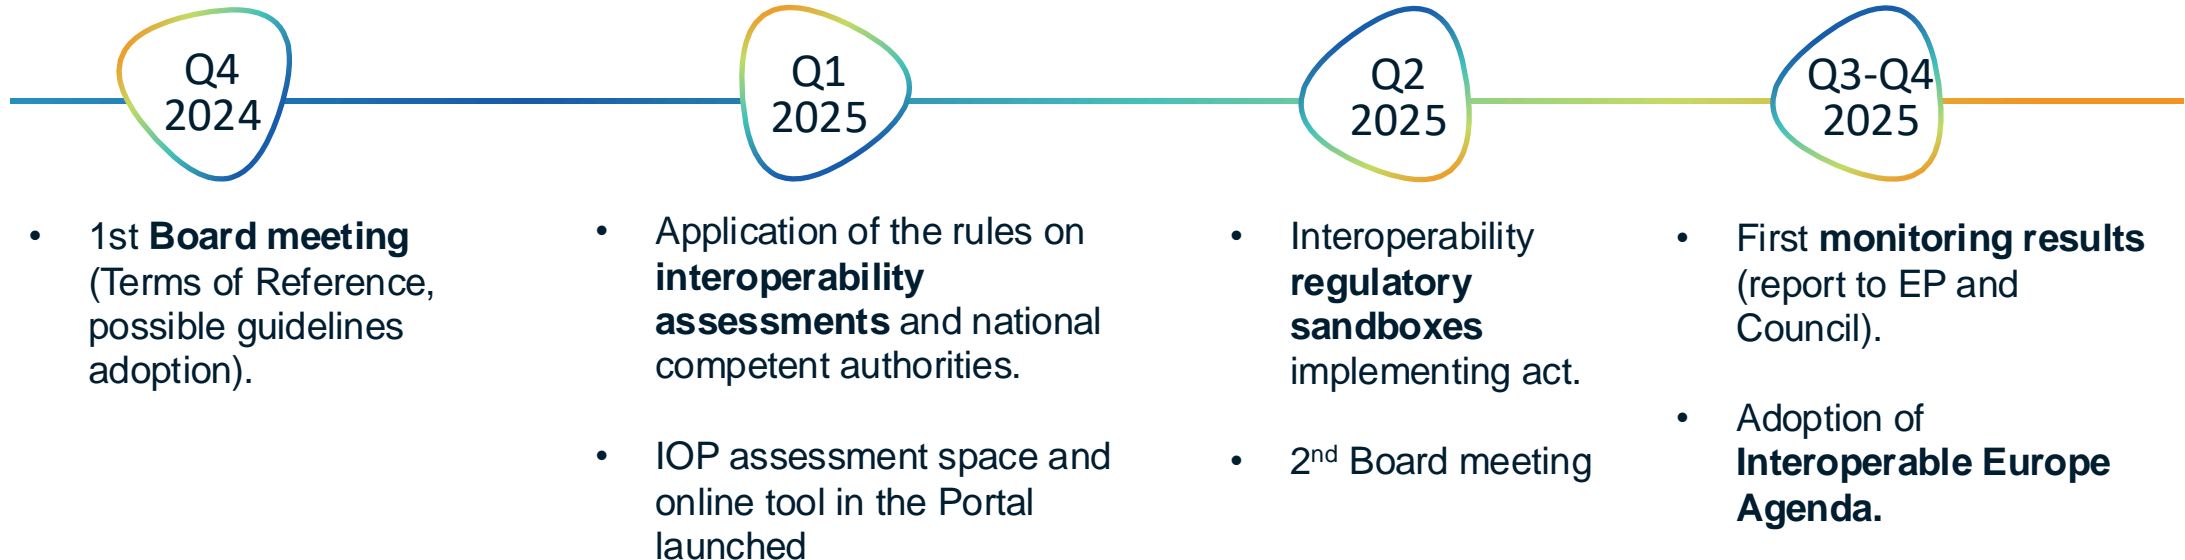 Q4
2024
Q1
2025
Q2
2025
Q3-Q4
2025
• 1st Board meeting
(Terms of Reference,
possible guidelines
adoption).
• Application of the rules on
interoperability
assessments and national
competent authorities.
• IOP assessment space and
online tool in the Portal
launched
• Interoperability
regulatory
sandboxes
implementing act.
• 2nd Board meeting
• First monitoring results
(report to EP and
Council).
• Adoption of
Interoperable Europe
Agenda.